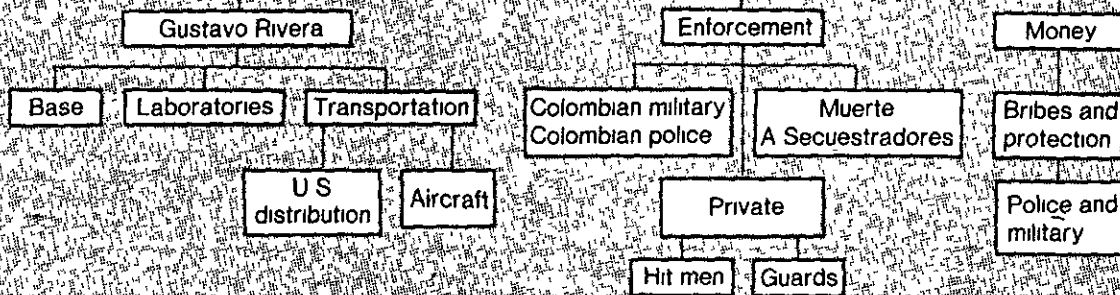 Gustavo Rivera
Base
Laboratories
Transportation
U S
distribution
Aircraft
Enforcement
Colombian military
Colombian police
Muerte
A Secuestradores
Private
Hit men
Guards
Money
Bribes and
protection
Police and
military